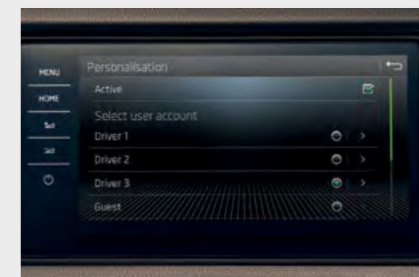 Personalisation
MENU
Active
HOME
Select user account
Driver 1
Driver 2
Driver 3
Guest